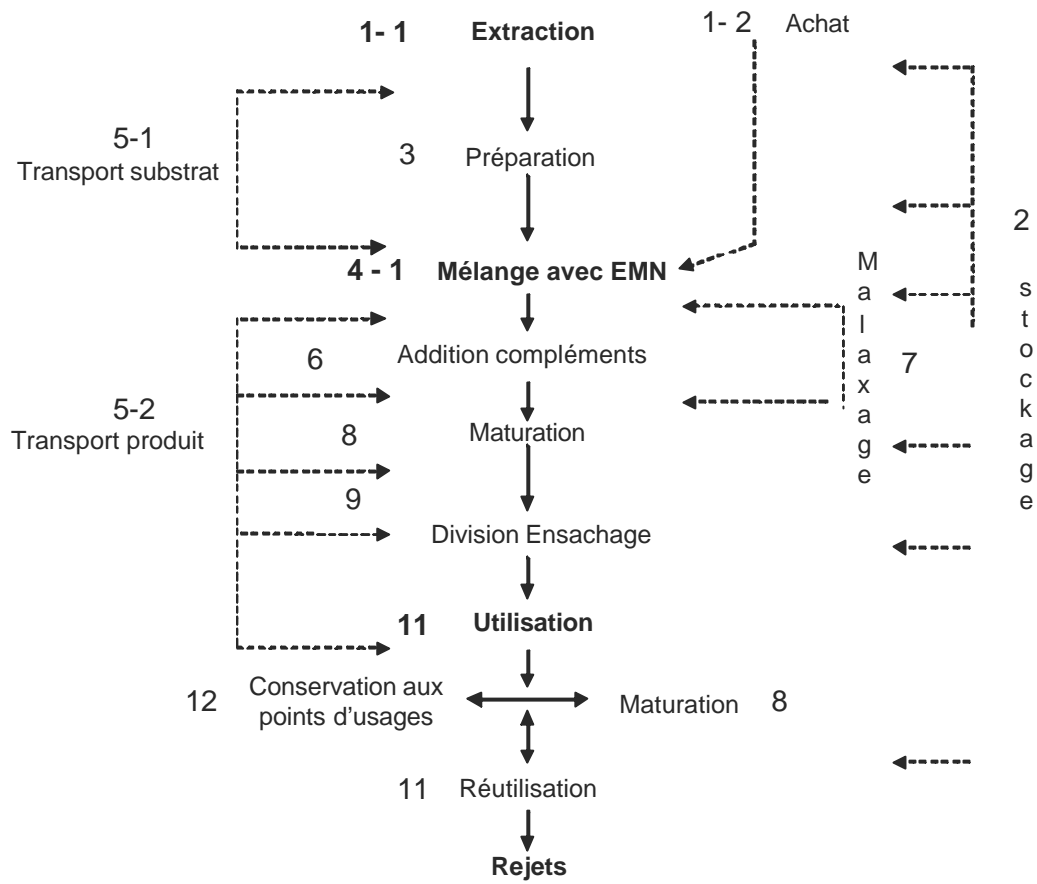 1- 1 Extraction
1- 2 Achat
5-1
Transport substrat
3 Préparation
2
stockage
4 - 1 Mélange avec EMN
Malaxage
7
6 Addition compléments
5-2
Transport produit
8 Maturation
9
Division Ensachage
11 Utilisation
12 Conservation aux
points d'usages
Maturation 8
11 Réutilisation
Rejets